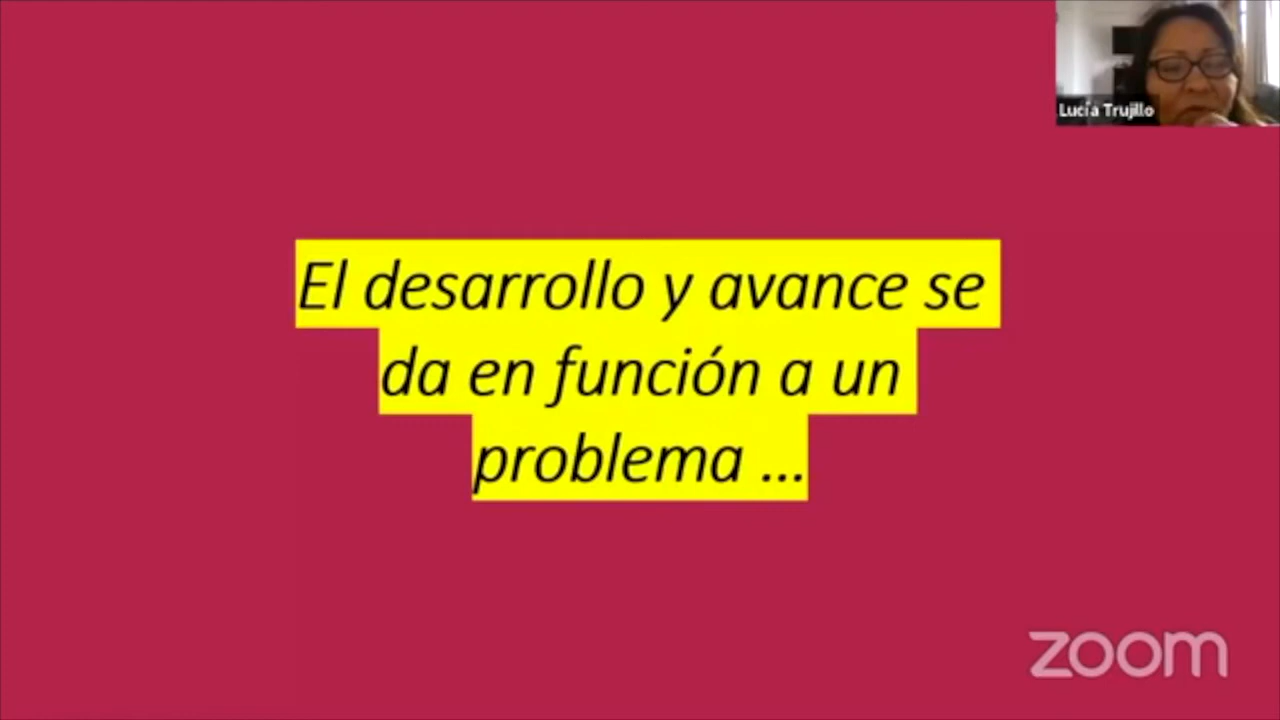 Lucía Trujillo
El desarrollo y avance se
da en función a un
problema ...
zoom